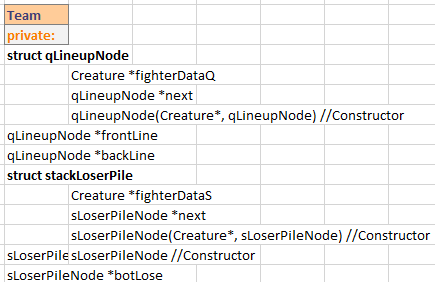 Team
private:
struct qLineupNode
Creature *fighterDataQ
qLineupNode *next
qLineupNode(Creature*, qLineupNode) //Constructor
qLineupNode *frontLine
qLineupNode *backLine
struct stackLoserPile
Creature *fighterDataS
sLoserPileNode *next
sLoserPileNode(Creature*, sLoserPileNode) //Constructor
sLoserPile sLoserPileNode //Constructor
sLoserPileNode *botLose